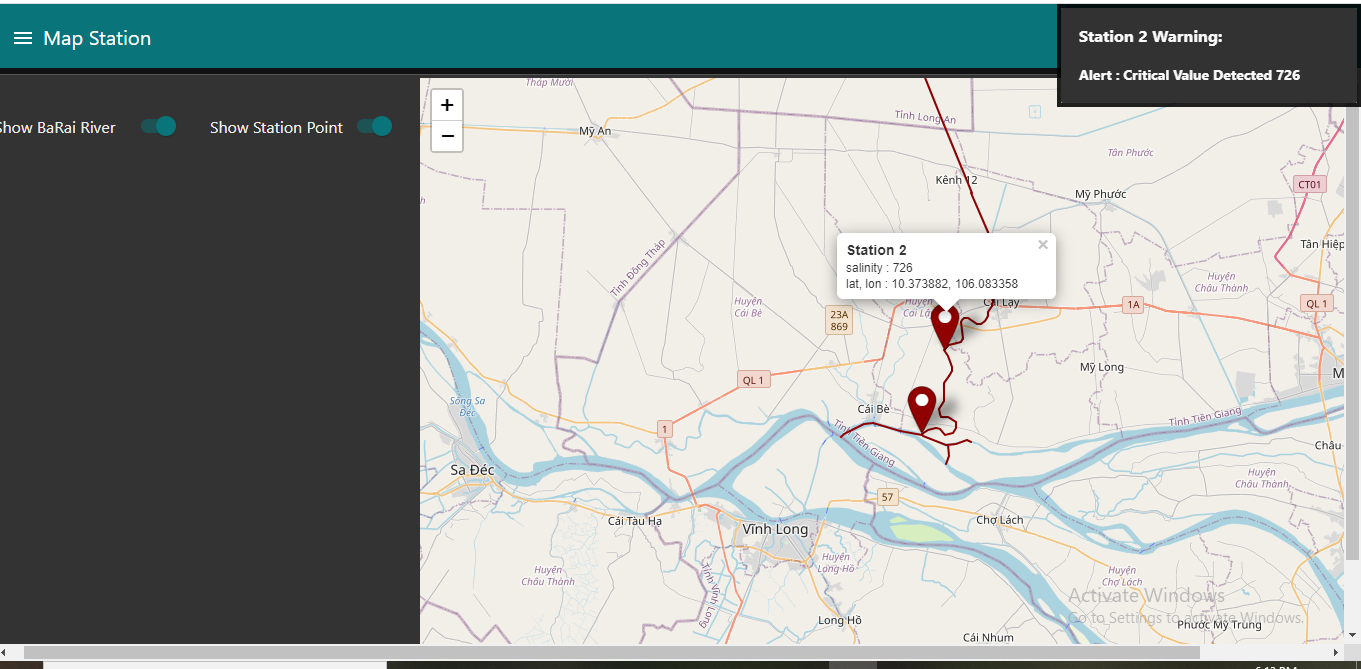 Map Station
Station 2 Warning:
Alert : Critical Value Detected 726
Show BaRai River
Show Station Point
+
−
Tháp Mười
Mỹ An
Tỉnh Long An
Tân Phước
Kênh 12
Mỹ Phước
CT01
Tân Hiệp
Station 2
×
salinity : 726
lat, lon : 10.373882, 106.083358
Tỉnh Đồng Tháp
Huyện
Châu Thành
Huyện
Cái Bè
Huyện
Cai Lậy
1A
QL 1
23A
869
QL 1
Mỹ Long
M
Sông Sa
Đéc
Cái Bè
Tỉnh Tiền Giang
Tỉnh Tiền Giang
1
Châu
Sa Đéc
Huyện
Châu Thành
57
Cái Tàu Hạ
Vĩnh Long
Chợ Lách
Huyện
Long Hồ
Huyện
Châu Thành
Huyện
Chợ Lách
Tỉnh Vĩnh Long
Activate Windows
Go to Settings to activate Windows.
Long Hồ
Phước Mỹ Trung
Cái Nhum